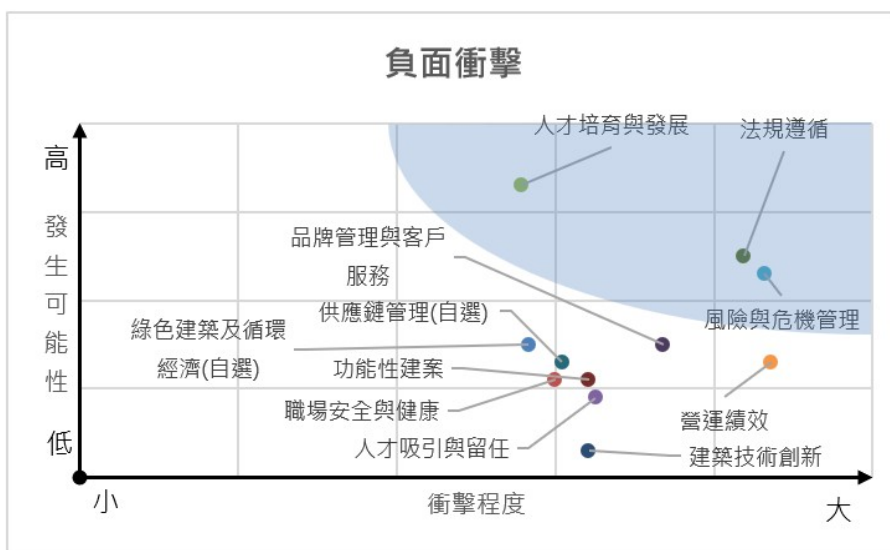 負面衝擊
人才培育與發展
法規遵循
高
發生可能性
低
品牌管理與客戶
服務
風險與危機管理
供應鏈管理(自選)
綠色建築及循環
經濟(自選)
功能性建案
職場安全與健康
人才吸引與留任
營運績效
建築技術創新
小
衝擊程度
大